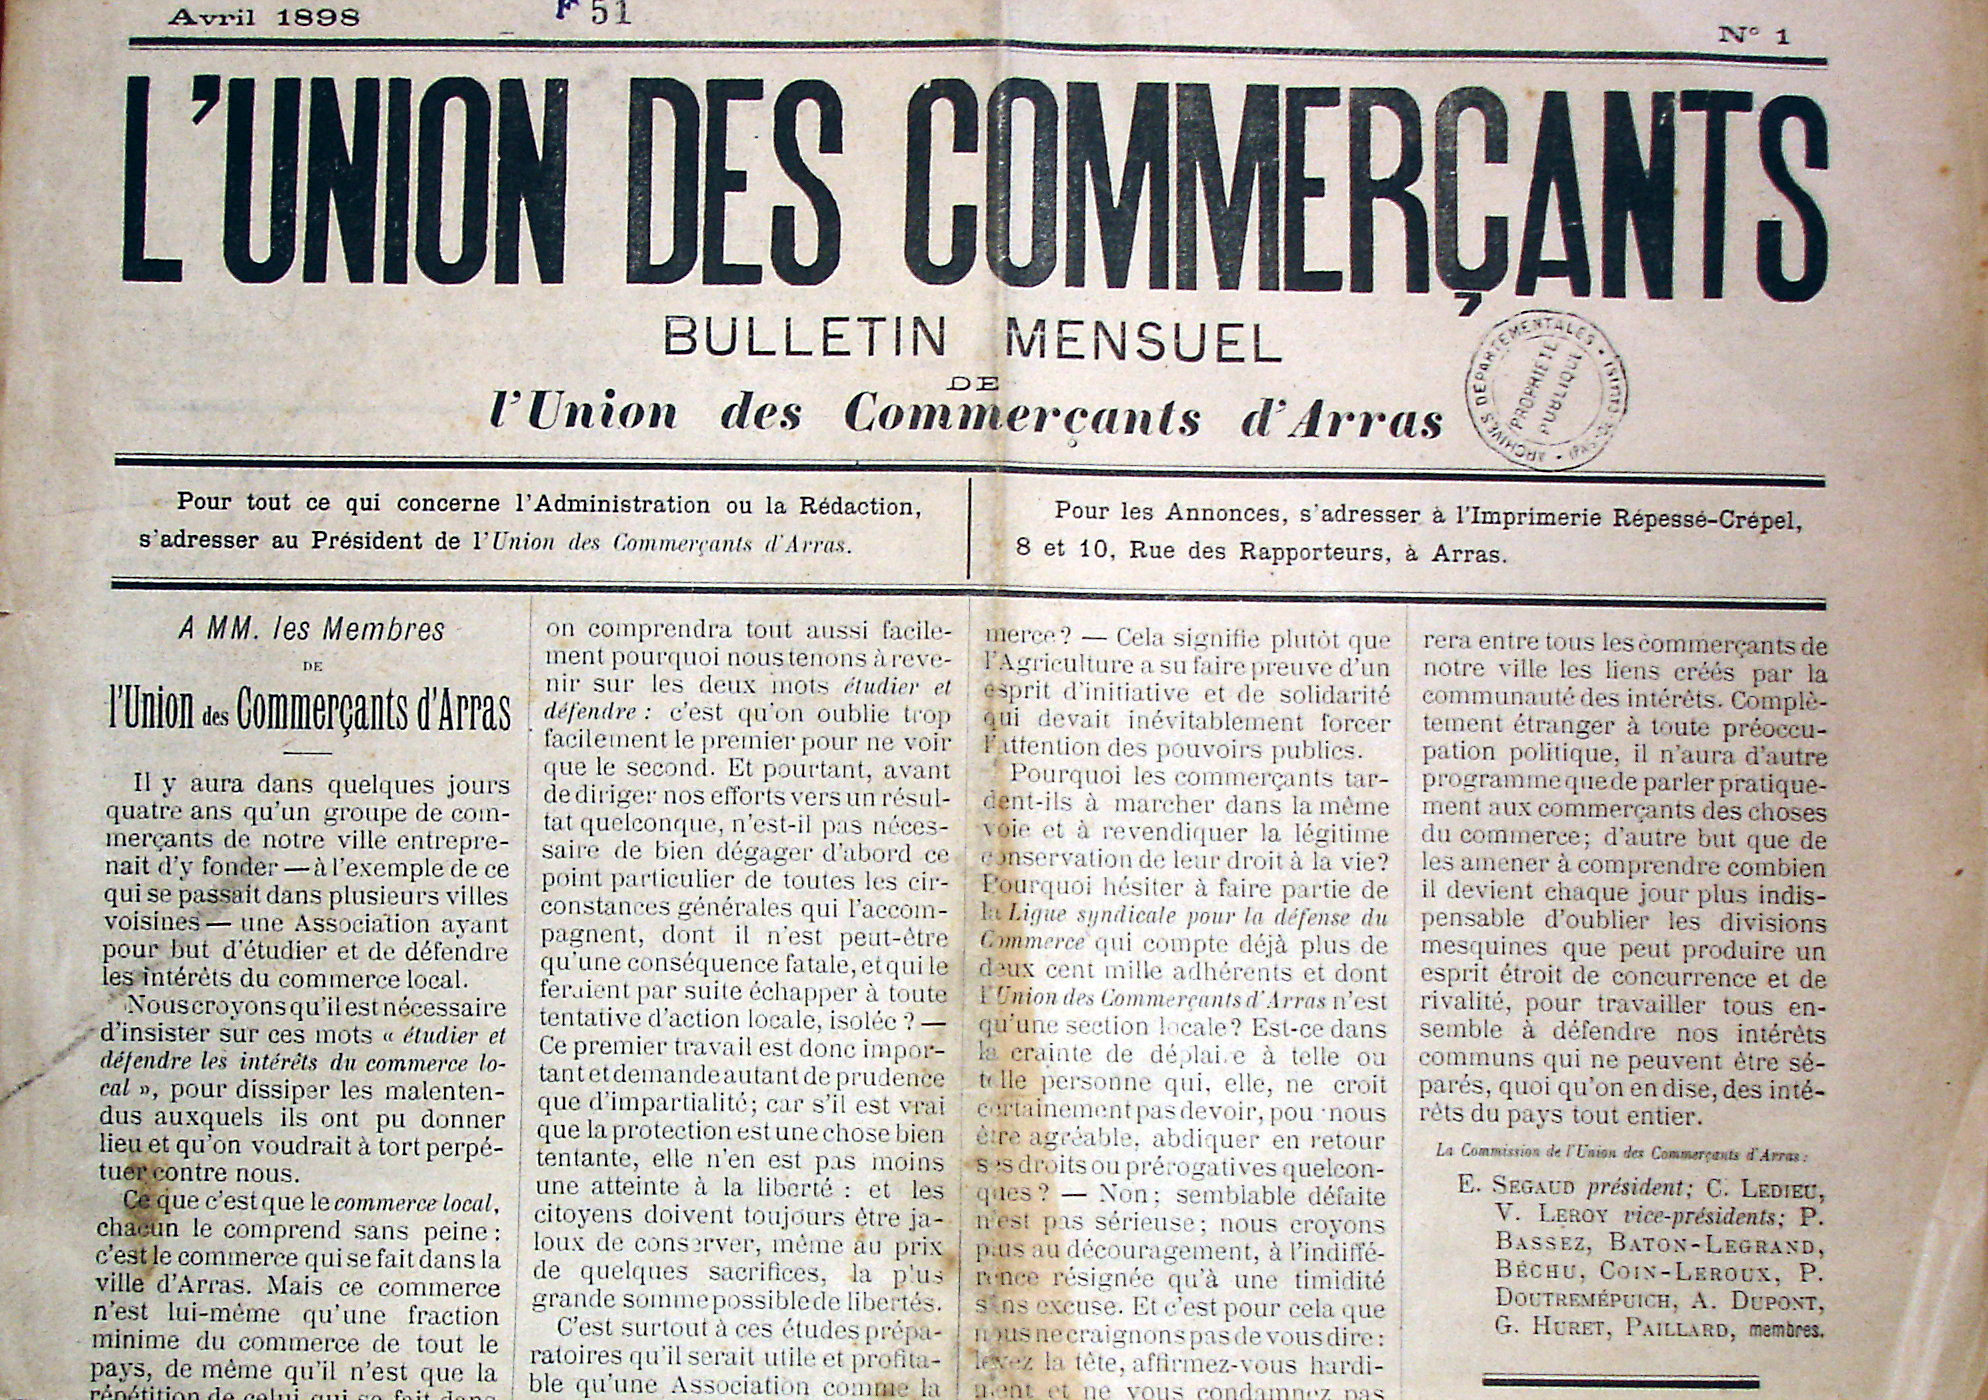 Avril 1898
F 51
N° 1
L'UNION DES COMMERÇANTS
BULLETIN MENSUEL
DE
l'Union des Commerçants d'Arras
ARCHIVES DÉPARTEMENTALES
PROPRIÉTÉ
PUBLIQUE
Pour tout ce qui concerne l'Administration ou la Rédaction,
s'adresser au Président de l'Union des Commerçants d'Arras.
Pour les Annonces, s'adresser à l'Imprimerie Répessé-Crépel,
8 et 10, Rue des Rapporteurs, à Arras.
A MM. les Membres
DE
l'Union des Commerçants d'Arras
Il y aura dans quelques jours
quatre ans qu'un groupe de com-
merçants de notre ville entrepre-
nait d'y fonder — à l'exemple de ce
qui se passait dans plusieurs villes
voisines — une Association ayant
pour but d'étudier et de défendre
les intérêts du commerce local.
Nous croyons qu'il est nécessaire
d'insister sur ces mots « étudier et
défendre les intérêts du commerce lo-
cal », pour dissiper les malenten-
dus auxquels ils ont pu donner
lieu et qu'on voudrait à tort perpé-
tuer contre nous.
Ce que c'est que le commerce local,
chacun le comprend sans peine :
c'est le commerce qui se fait dans la
ville d'Arras. Mais ce commerce
n'est lui-même qu'une fraction
minime du commerce de tout le
pays, de même qu'il n'est que la
répétition de celui qui se fait dans
on comprendra tout aussi facile-
ment pourquoi nous tenons à reve-
nir sur les deux mots étudier et
défendre : c'est qu'on oublie trop
facilement le premier pour ne voir
que le second. Et pourtant, avant
de diriger nos efforts vers un résul-
tat quelconque, n'est-il pas néces-
saire de bien dégager d'abord ce
point particulier de toutes les cir-
constances générales qui l'accom-
pagnent, dont il n'est peut-être
qu'une conséquence fatale, et qui le
feraient par suite échapper à toute
tentative d'action locale, isolée ? —
Ce premier travail est donc impor-
tant et demande autant de prudence
que d'impartialité; car s'il est vrai
que la protection est une chose bien
tentante, elle n'en est pas moins
une atteinte à la liberté : et les
citoyens doivent toujours être ja-
loux de conserver, même au prix
de quelques sacrifices, la plus
grande somme possible de libertés.
C'est surtout à ces études prépa-
ratoires qu'il serait utile et profita-
ble qu'une Association comme la
merce ? — Cela signifie plutôt que
l'Agriculture a su faire preuve d'un
esprit d'initiative et de solidarité
qui devait inévitablement forcer
l'attention des pouvoirs publics.
Pourquoi les commerçants tar-
dent-ils à marcher dans la même
voie et à revendiquer la légitime
conservation de leur droit à la vie?
Pourquoi hésiter à faire partie de
la Ligue syndicale pour la défense du
Commerce qui compte déjà plus de
deux cent mille adhérents et dont
l'Union des Commerçants d'Arras n'est
qu'une section locale? Est-ce dans
la crainte de déplaire à telle ou
telle personne qui, elle, ne croit
certainement pas devoir, pour nous
être agréable, abdiquer en retour
ses droits ou prérogatives quelcon-
ques ? — Non; semblable défaite
n'est pas sérieuse; nous croyons
plus au découragement, à l'indiffé-
rence résignée qu'à une timidité
sans excuse. Et c'est pour cela que
nous ne craignons pas de vous dire :
levez la tête, affirmez-vous hardi-
ment et ne vous condamnez pas
rera entre tous les commerçants de
notre ville les liens créés par la
communauté des intérêts. Complè-
tement étranger à toute préoccu-
pation politique, il n'aura d'autre
programme que de parler pratique-
ment aux commerçants des choses
du commerce; d'autre but que de
les amener à comprendre combien
il devient chaque jour plus indis-
pensable d'oublier les divisions
mesquines que peut produire un
esprit étroit de concurrence et de
rivalité, pour travailler tous en-
semble à défendre nos intérêts
communs qui ne peuvent être sé-
parés, quoi qu'on en dise, des inté-
rêts du pays tout entier.
La Commission de l'Union des Commerçants d'Arras :
E. SEGAUD président; C. LEDIEU,
V. LEROY vice-présidents; P.
BASSEZ, BATON-LEGRAND,
BÉCHU, COIN-LEROUX, P.
DOUTREMÉPUICH, A. DUPONT,
G. HURET, PAILLARD, membres.